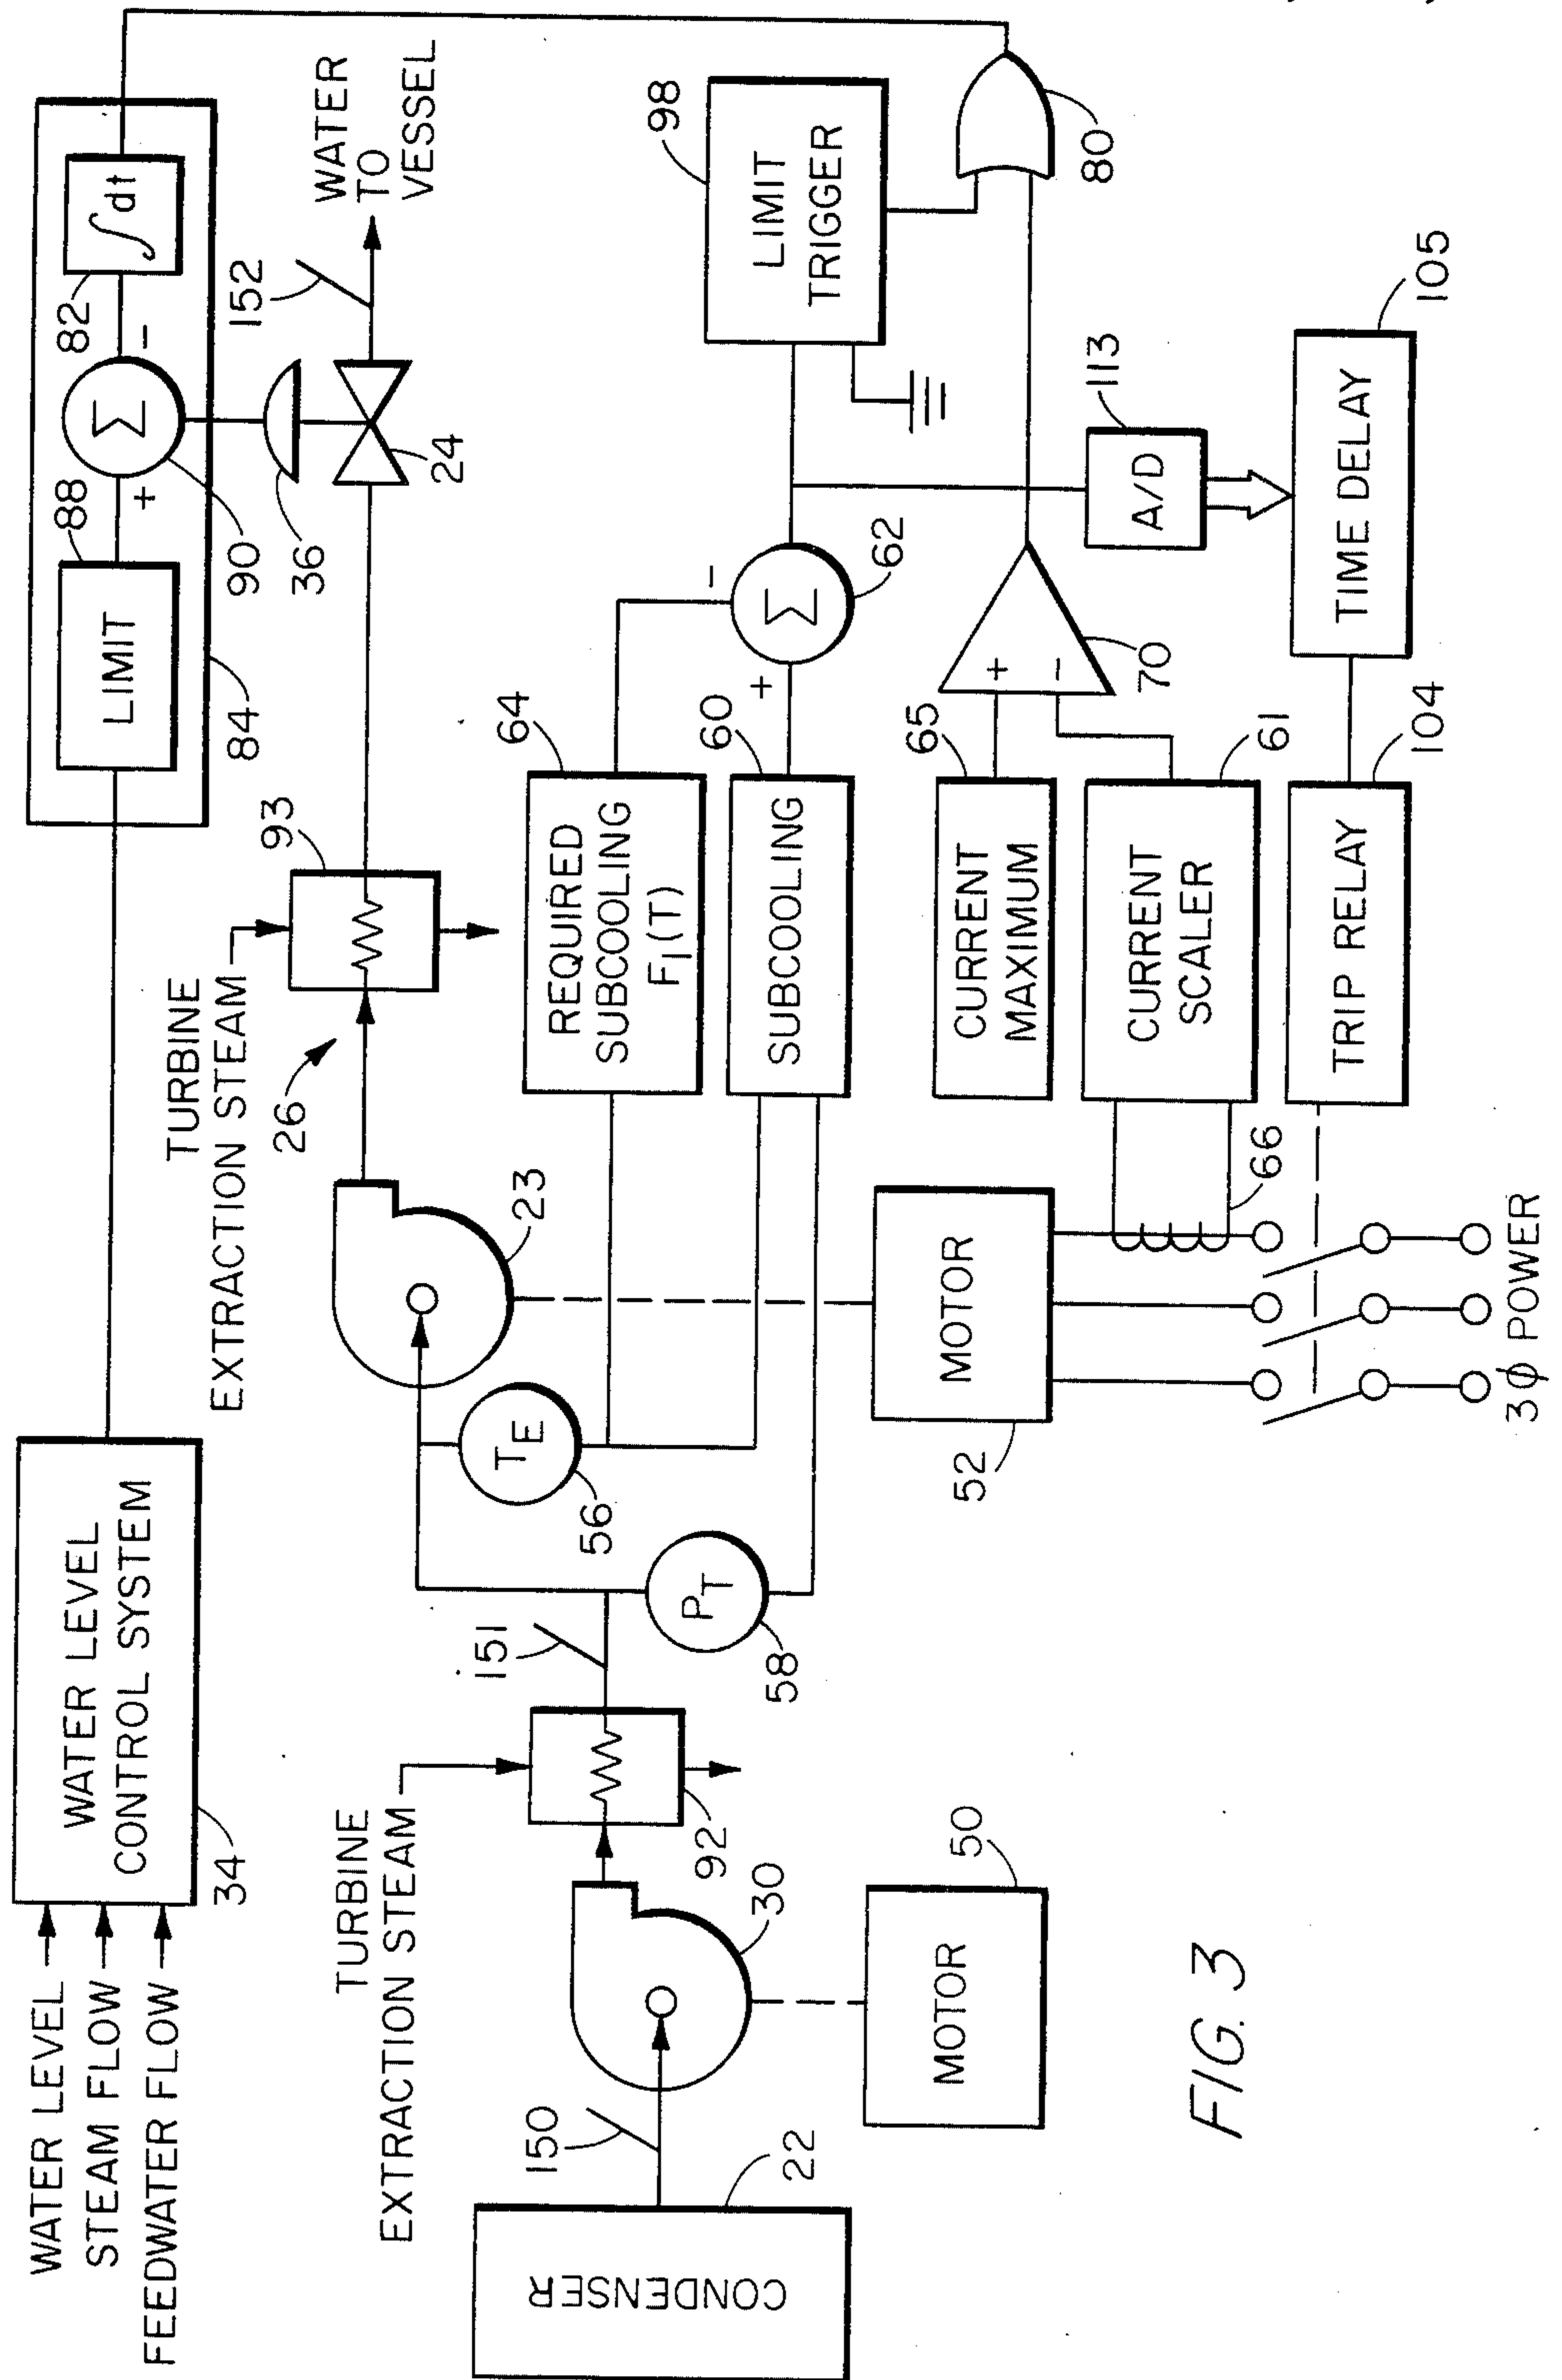 WATER LEVEL
STEAM FLOW
FEEDWATER FLOW
WATER LEVEL
CONTROL SYSTEM
34
LIMIT
88
+
Σ
90
-
82
∫dt
84
36
24
152
WATER
TO
VESSEL
TURBINE
EXTRACTION STEAM
93
26
23
TURBINE
EXTRACTION STEAM
92
151
150
30
CONDENSER
22
MOTOR
50
TE
56
PT
58
REQUIRED
SUBCOOLING
F1(T)
64
SUBCOOLING
60
+
-
Σ
62
LIMIT
TRIGGER
98
80
CURRENT
MAXIMUM
65
CURRENT
SCALER
61
+
-
70
A/D
113
TIME DELAY
105
TRIP RELAY
104
MOTOR
52
66
3Φ POWER
FIG. 3